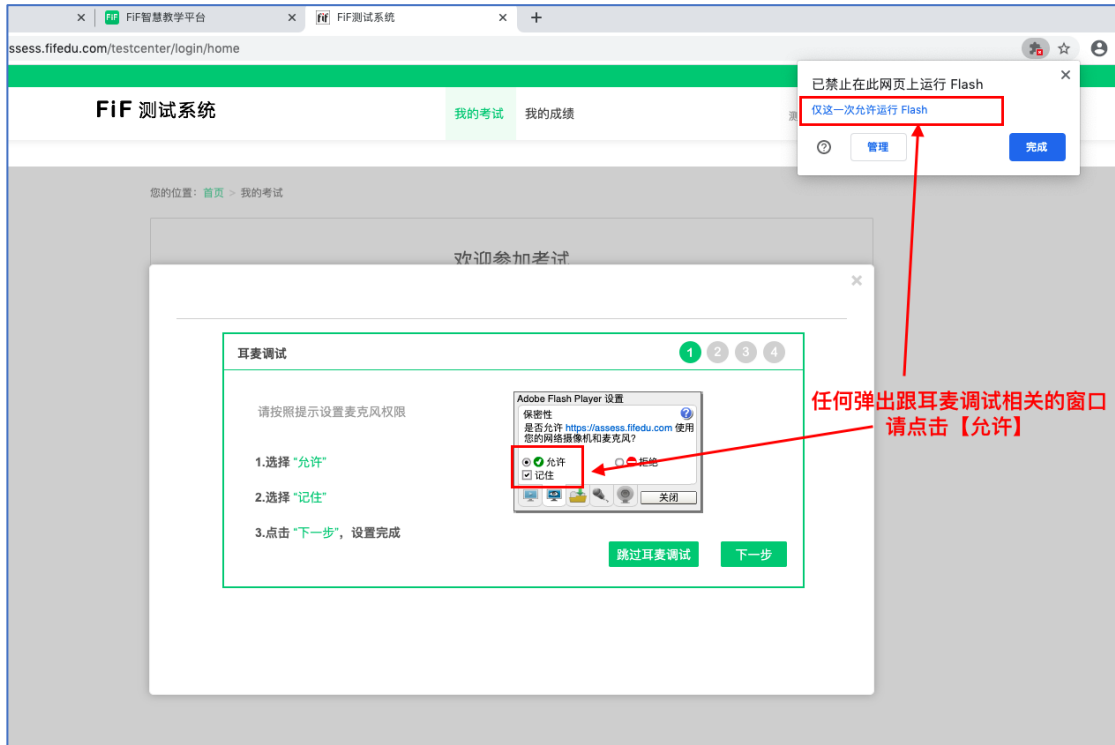 FiF智慧教学平台
FiF测试系统
ssess.fifedu.com/testcenter/login/home
已禁止在此网页上运行 Flash
仅这一次允许运行 Flash
管理
完成
FiF 测试系统
我的考试
我的成绩
您的位置: 首页 > 我的考试
欢迎参加考试
耳麦调试
1 2 3 4
请按照提示设置麦克风权限
1.选择 “允许”
2.选择 “记住”
3.点击 “下一步”，设置完成
Adobe Flash Player 设置
保密性
是否允许 https://assess.fifedu.com 使用
您的网络摄像机和麦克风?
允许
拒绝
记住
关闭
跳过耳麦调试
下一步
任何弹出跟耳麦调试相关的窗口
请点击【允许】